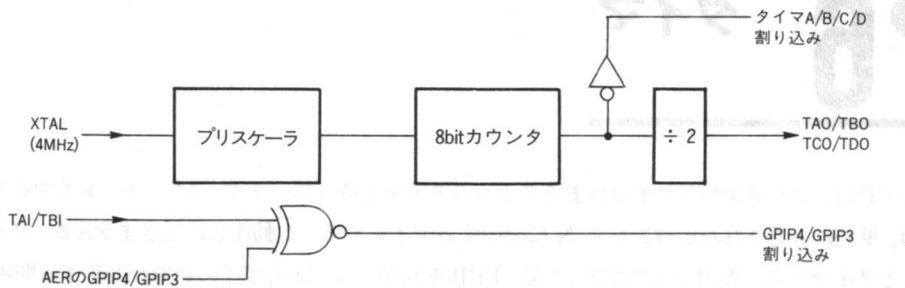 タイマA/B/C/D
割り込み
XTAL
(4MHz)
プリスケーラ
8bitカウンタ
÷ 2
TAO/TBO
TCO/TDO
TAI/TBI
AERのGPIP4/GPIP3
GPIP4/GPIP3
割り込み